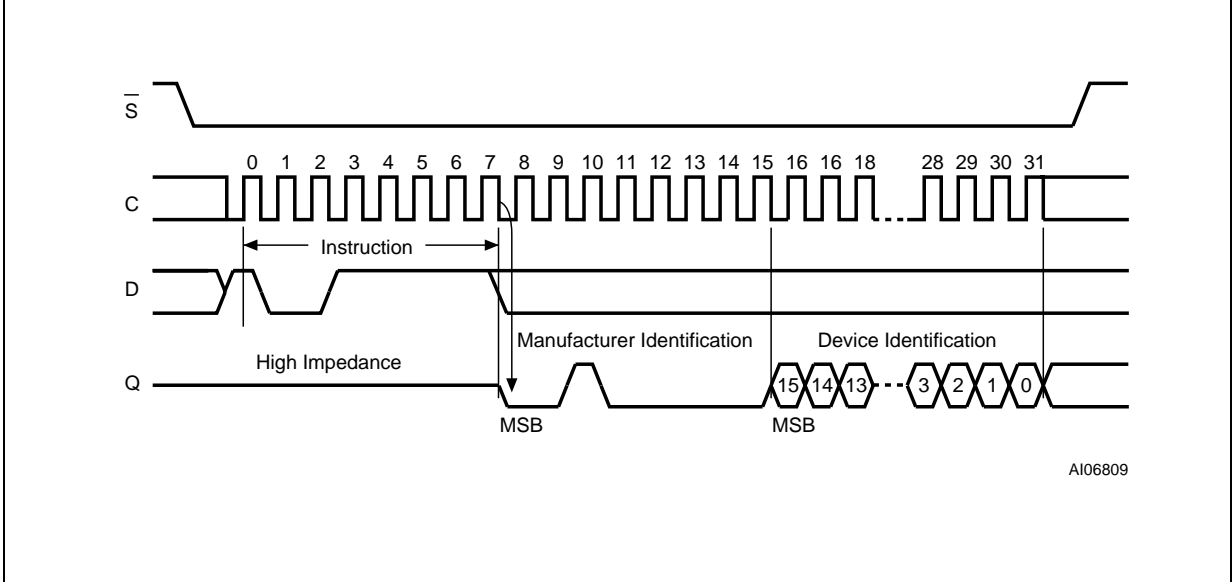 S
0 1 2 3 4 5 6 7 8 9 10 11 12 13 14 15 16 16 18 28 29 30 31
C
Instruction
D
Manufacturer Identification Device Identification
High Impedance
Q 15 14 13 3 2 1 0
MSB MSB
AI06809